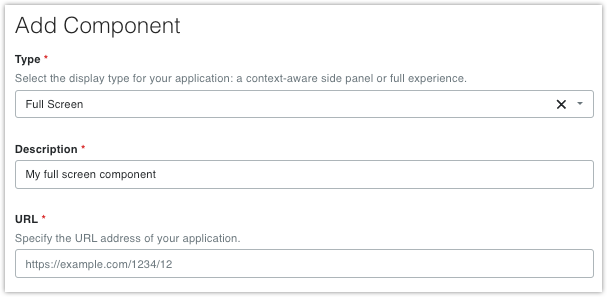 Add Component
Type *
Select the display type for your application: a context-aware side panel or full experience.
Full Screen
Description *
My full screen component
URL *
Specify the URL address of your application.
https://example.com/1234/12